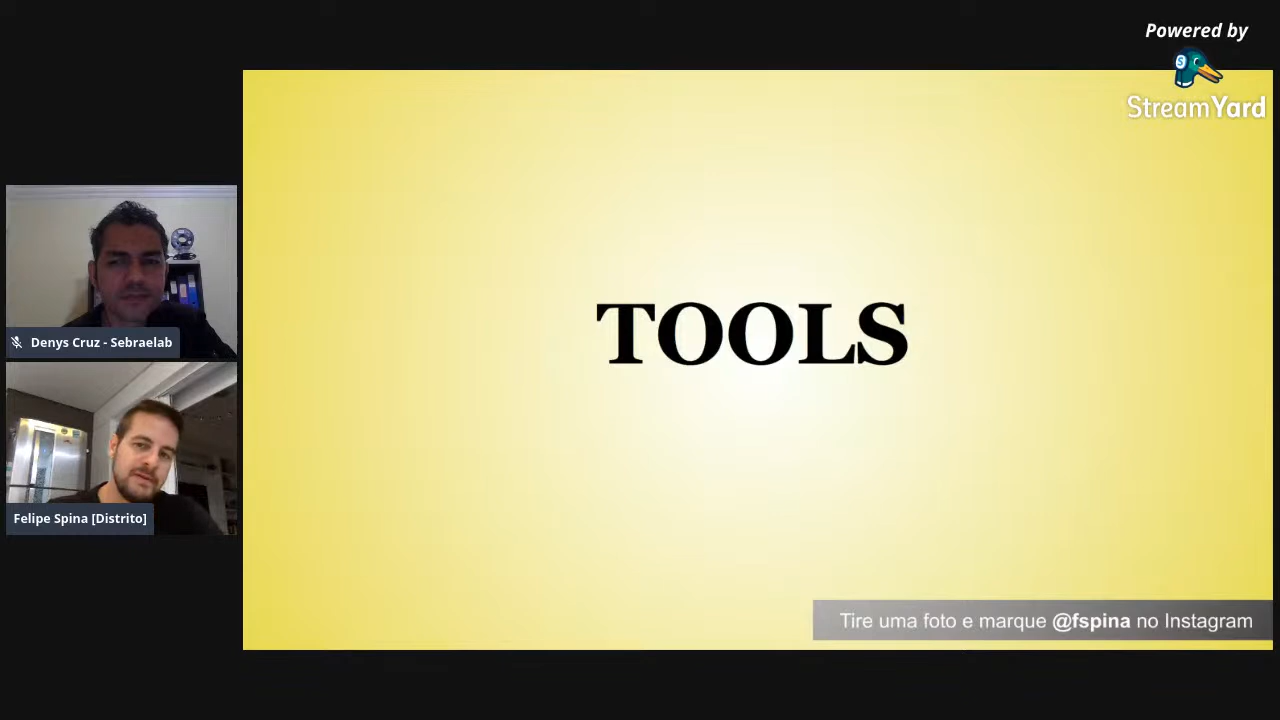 Powered by
StreamYard
TOOLS
Denys Cruz - Sebraelab
Felipe Spina [Distrito]
Tire uma foto e marque @fspina no Instagram